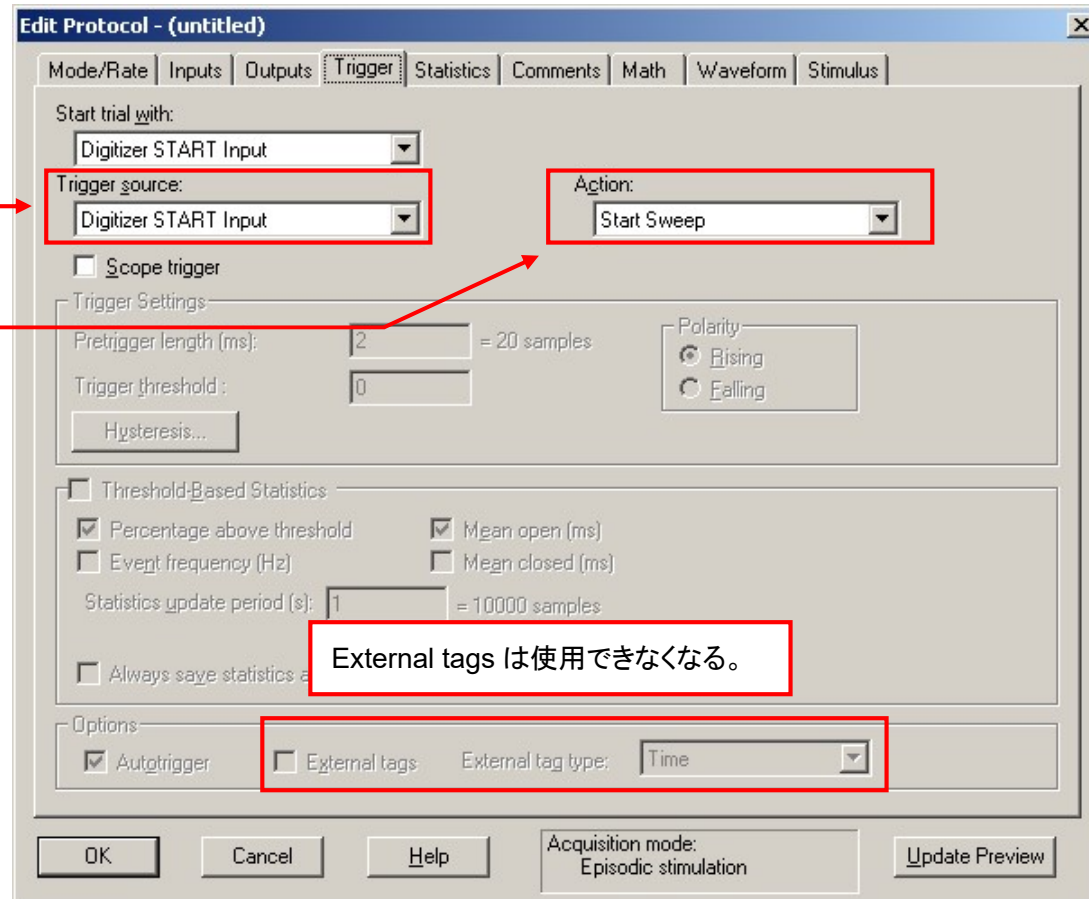 Edit Protocol - (untitled)
Mode/Rate Inputs Outputs Trigger Statistics Comments Math Waveform Stimulus
Start trial with:
Digitizer START Input
Trigger source: Action:
Digitizer START Input Start Sweep
Scope trigger
Trigger Settings
Pretrigger length (ms): 2 = 20 samples Polarity
Rising
Trigger threshold : 0 Falling
Hysteresis...
Threshold-Based Statistics
Percentage above threshold Mean open (ms)
Event frequency (Hz) Mean closed (ms)
Statistics update period (s): 1 = 10000 samples
External tags は使用できなくなる。
Always save statistics a
Options
Autotrigger External tags External tag type: Time
OK Cancel Help Acquisition mode: Update Preview
Episodic stimulation